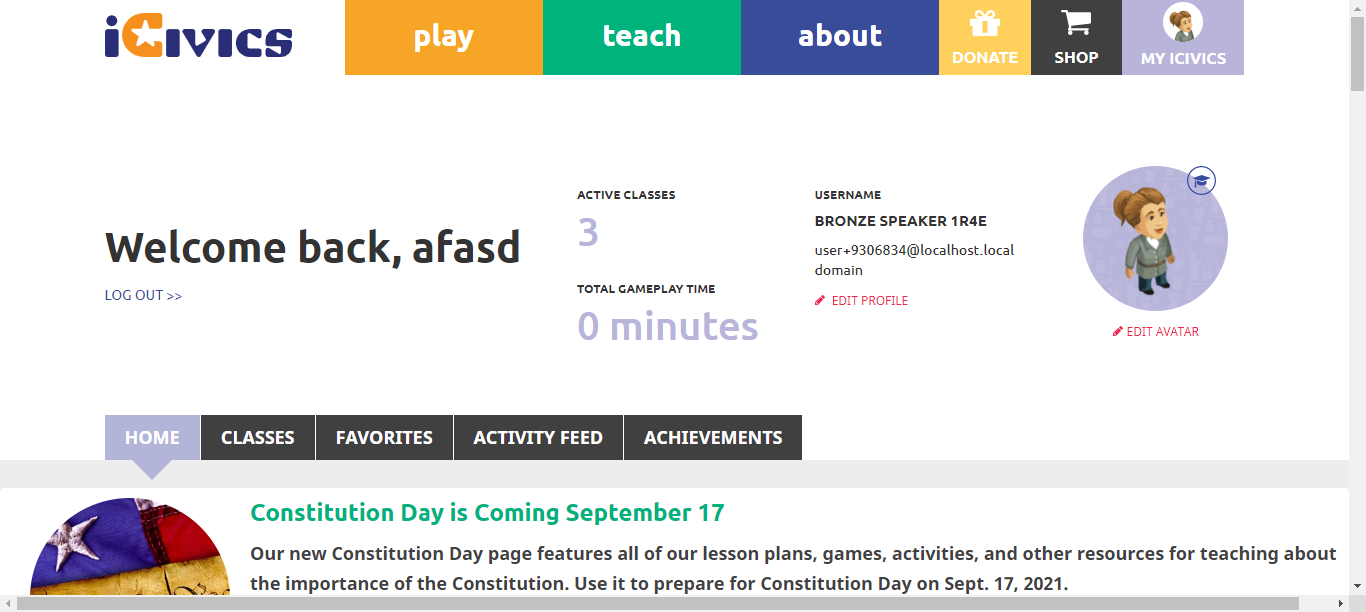 iCivics
play
teach
about
DONATE
SHOP
MY ICIVICS
Welcome back, afasd
LOG OUT >>
ACTIVE CLASSES
3
TOTAL GAMEPLAY TIME
0 minutes
USERNAME
BRONZE SPEAKER 1R4E
user+9306834@localhost.local
domain
EDIT PROFILE
EDIT AVATAR
HOME
CLASSES
FAVORITES
ACTIVITY FEED
ACHIEVEMENTS
Constitution Day is Coming September 17
Our new Constitution Day page features all of our lesson plans, games, activities, and other resources for teaching about
the importance of the Constitution. Use it to prepare for Constitution Day on Sept. 17, 2021.